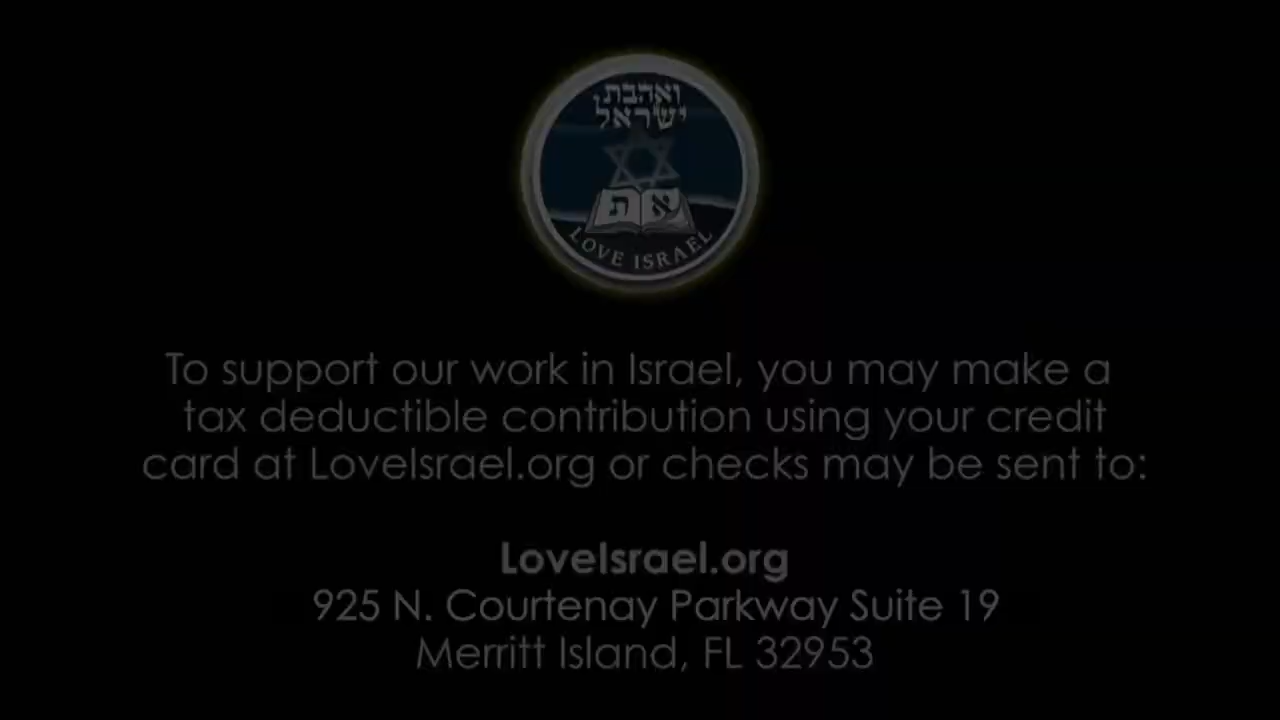 ואהבת
ישראל
ת א
LOVE ISRAEL
To support our work in Israel, you may make a
tax deductible contribution using your credit
card at LoveIsrael.org or checks may be sent to:
LoveIsrael.org
925 N. Courtenay Parkway Suite 19
Merritt Island, FL 32953